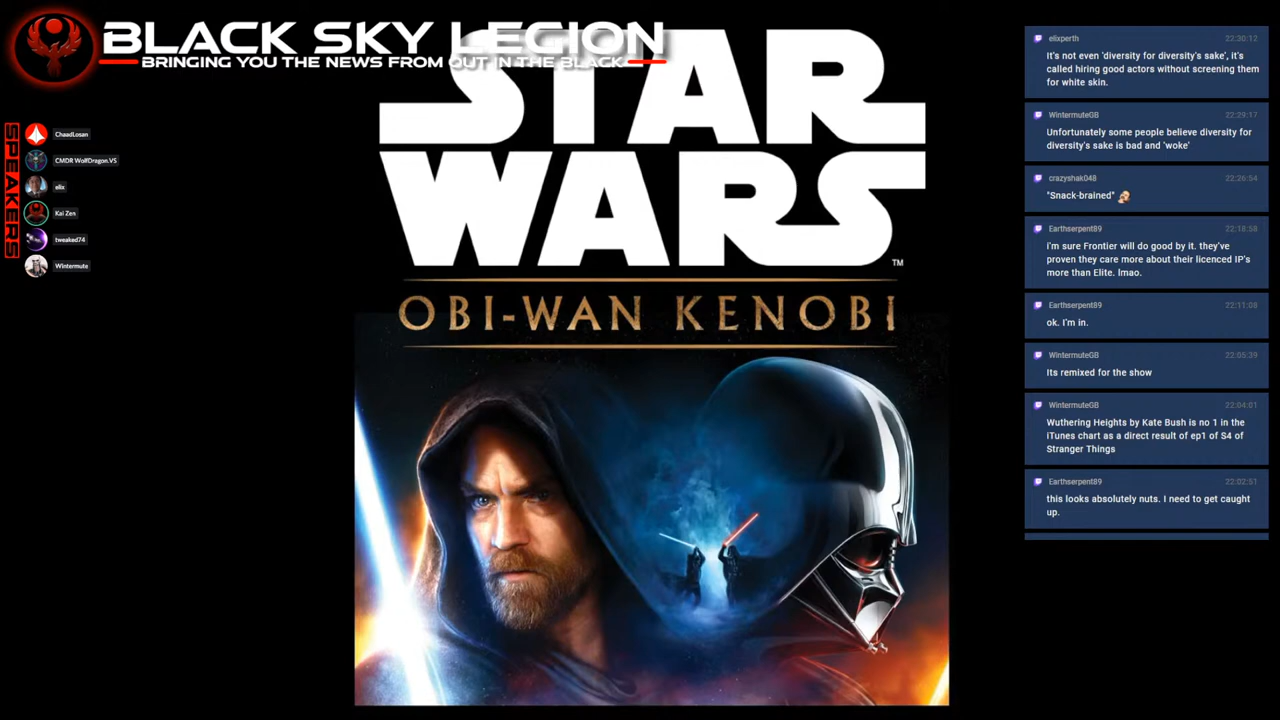 BLACK SKY LEGION
BRINGING YOU THE NEWS FROM OUT IN THE BLACK
SPEAKERS
ChaadLosan
CMDR WolfDragon.VS
elix
Kai Zen
tweaked74
Wintermute
STAR
WARS
TM
OBI-WAN KENOBI
elixperth 22:30:12
It's not even 'diversity for diversity's sake', it's
called hiring good actors without screening them
for white skin.
WintermuteGB 22:29:17
Unfortunately some people believe diversity for
diversity's sake is bad and 'woke'
crazyshak048 22:26:54
"Snack-brained"
Earthserpent89 22:18:58
i'm sure Frontier will do good by it. they've
proven they care more about their licenced IP's
more than Elite. lmao.
Earthserpent89 22:11:08
ok. I'm in.
WintermuteGB 22:05:39
Its remixed for the show
WintermuteGB 22:04:01
Wuthering Heights by Kate Bush is no 1 in the
iTunes chart as a direct result of ep1 of S4 of
Stranger Things
Earthserpent89 22:02:51
this looks absolutely nuts. I need to get caught
up.